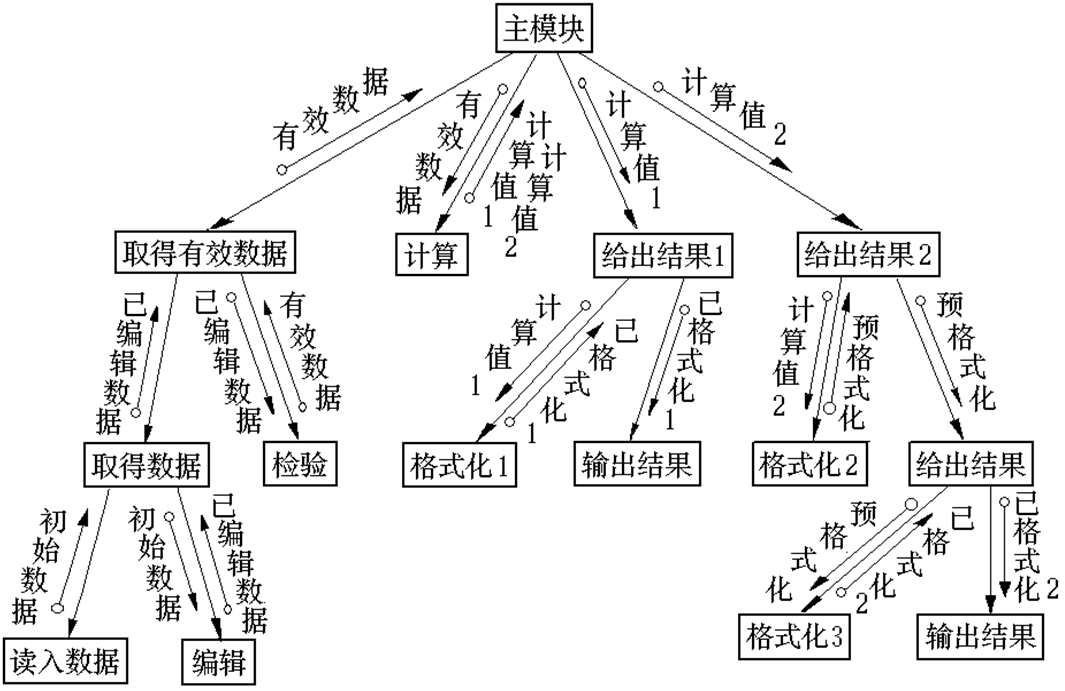 主模块
有效数据
有效数据
计算值1
计算值2
计算值1
计算值2
取得有效数据
计算
给出结果1
给出结果2
已编辑数据
已编辑数据
有效数据
计算值1
已格式化1
已格式化1
计算值2
预格式化
预格式化
取得数据
检验
格式化1
输出结果
格式化2
给出结果
初始数据
初始数据
已编辑数据
预格式化
已格式化2
已格式化2
读入数据
编辑
格式化3
输出结果